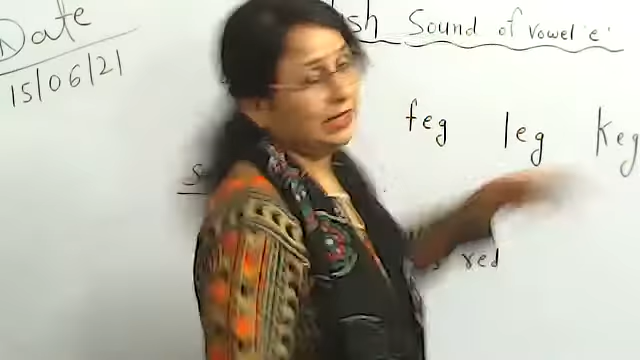 Date
15/06/21
sh Sound of vowel 'e'
feg leg keg
red